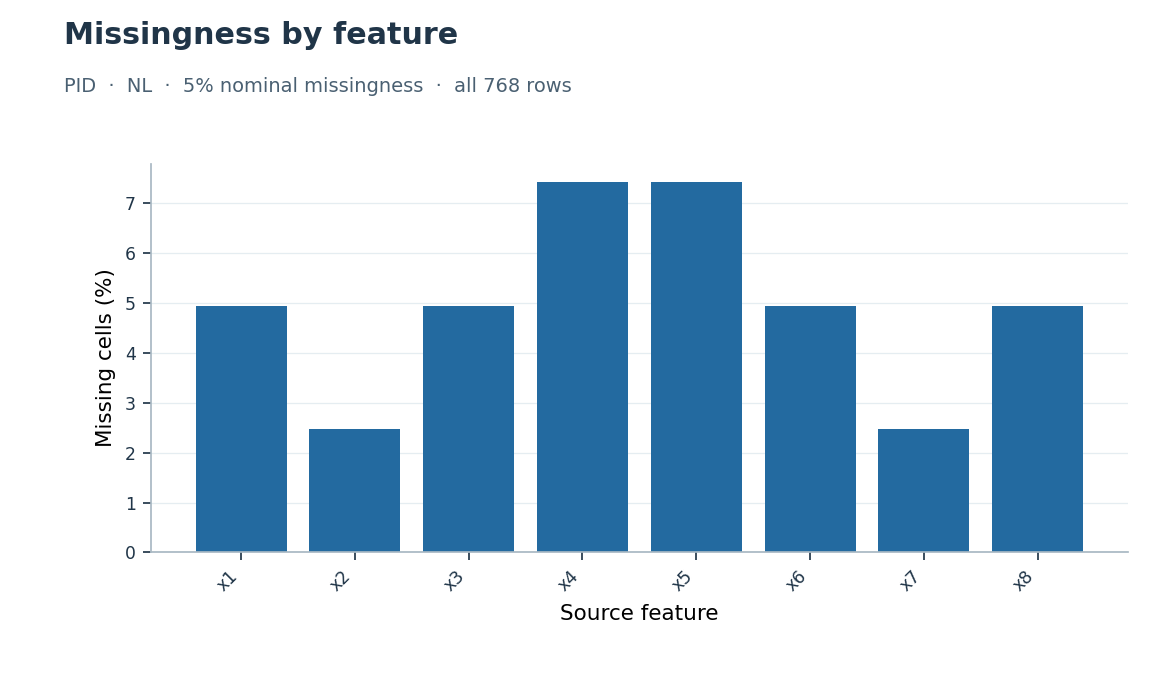 Missingness by feature
PID · NL · 5% nominal missingness · all 768 rows
7
6
5
4
3
2
1
0
Missing cells (%)
x1 x2 x3 x4 x5 x6 x7 x8
Source feature